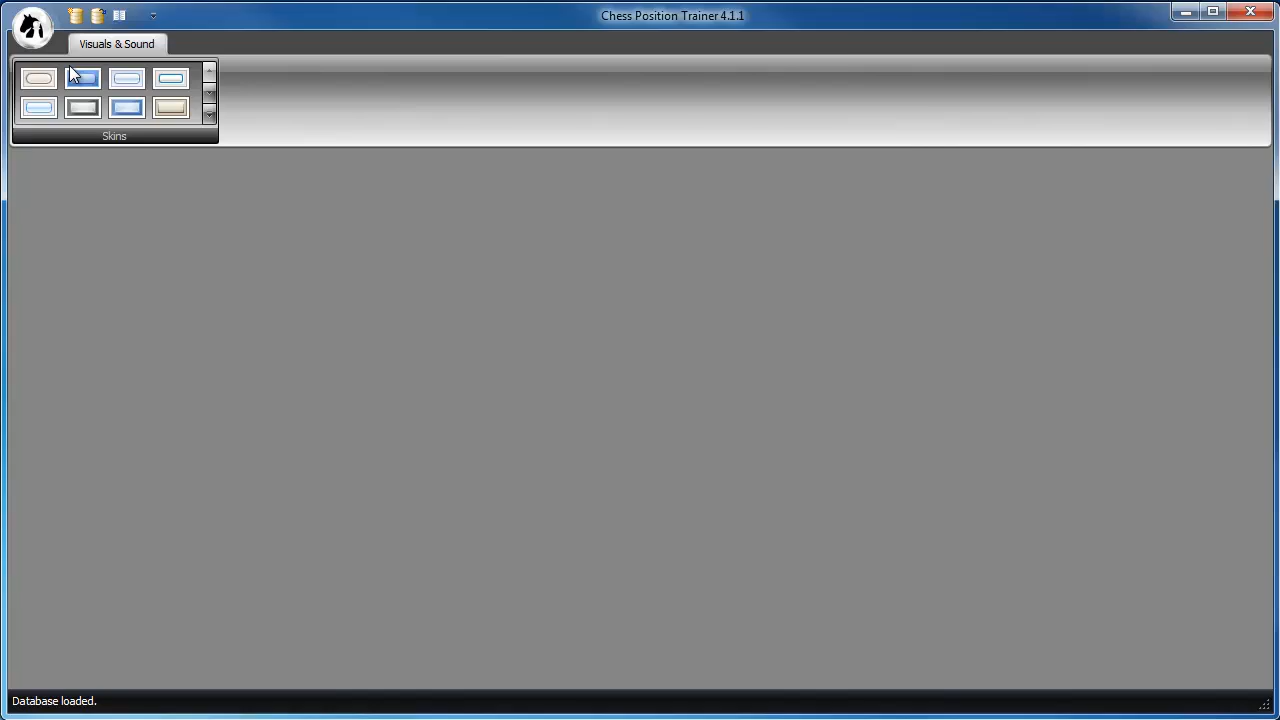 Chess Position Trainer 4.1.1
Visuals & Sound
Skins
Database loaded.